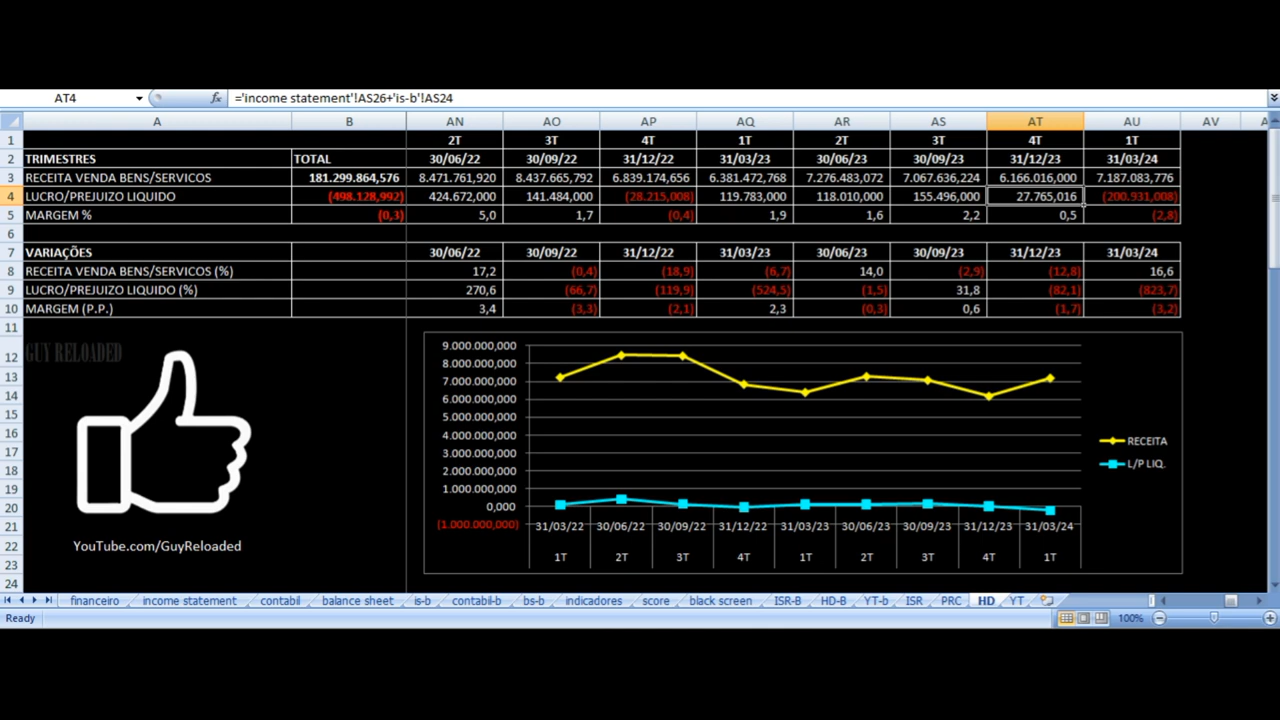 AT4 fx ='income statement'!AS26+'is-b'!AS24
A B AN AO AP AQ AR AS AT AU AV
1 2T 3T 4T 1T 2T 3T 4T 1T
2 TRIMESTRES TOTAL 30/06/22 30/09/22 31/12/22 31/03/23 30/06/23 30/09/23 31/12/23 31/03/24
3 RECEITA VENDA BENS/SERVICOS 181.299.864,576 8.471.761,920 8.437.665,792 6.839.174,656 6.381.472,768 7.276.483,072 7.067.636,224 6.166.016,000 7.187.083,776
4 LUCRO/PREJUIZO LIQUIDO (498.128,992) 424.672,000 141.484,000 (28.215,008) 119.783,000 118.010,000 155.496,000 27.765,016 (200.931,008)
5 MARGEM % (0,3) 5,0 1,7 (0,4) 1,9 1,6 2,2 0,5 (2,8)
6
7 VARIAÇÕES 30/06/22 30/09/22 31/12/22 31/03/23 30/06/23 30/09/23 31/12/23 31/03/24
8 RECEITA VENDA BENS/SERVICOS (%) 17,2 (0,4) (18,9) (6,7) 14,0 (2,9) (12,8) 16,6
9 LUCRO/PREJUIZO LIQUIDO (%) 270,6 (66,7) (119,9) (524,5) (1,5) 31,8 (82,1) (823,7)
10 MARGEM (P.P.) 3,4 (3,3) (2,1) 2,3 (0,3) 0,6 (1,7) (3,2)
11
12 GUY RELOADED
13
14
15
16
17
18
19
20
21
22
23
24
YouTube.com/GuyReloaded
9.000.000,000
8.000.000,000
7.000.000,000
6.000.000,000
5.000.000,000
4.000.000,000
3.000.000,000
2.000.000,000
1.000.000,000
0,000
(1.000.000,000)
31/03/22 30/06/22 30/09/22 31/12/22 31/03/23 30/06/23 30/09/23 31/12/23 31/03/24
1T 2T 3T 4T 1T 2T 3T 4T 1T
RECEITA
L/P LIQ.
financeiro income statement contabil balance sheet is-b contabil-b bs-b indicadores score black screen ISR-B HD-B YT-b ISR PRC HD YT
Ready 100%